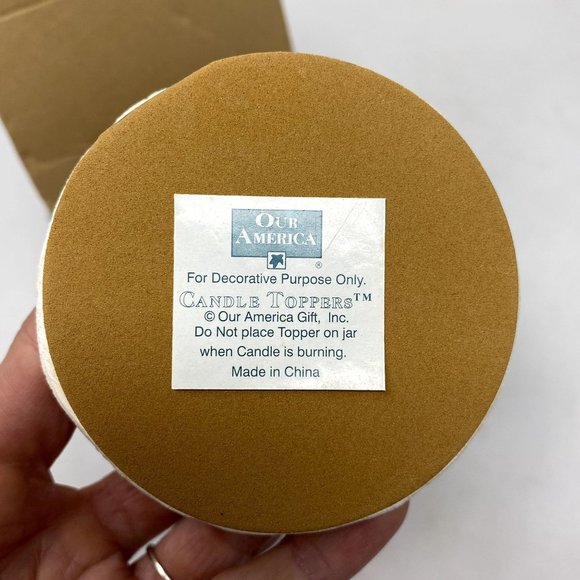 OUR
AMERICA
®
For Decorative Purpose Only.
CANDLE TOPPERS™
© Our America Gift, Inc.
Do Not place Topper on jar
when Candle is burning.
Made in China